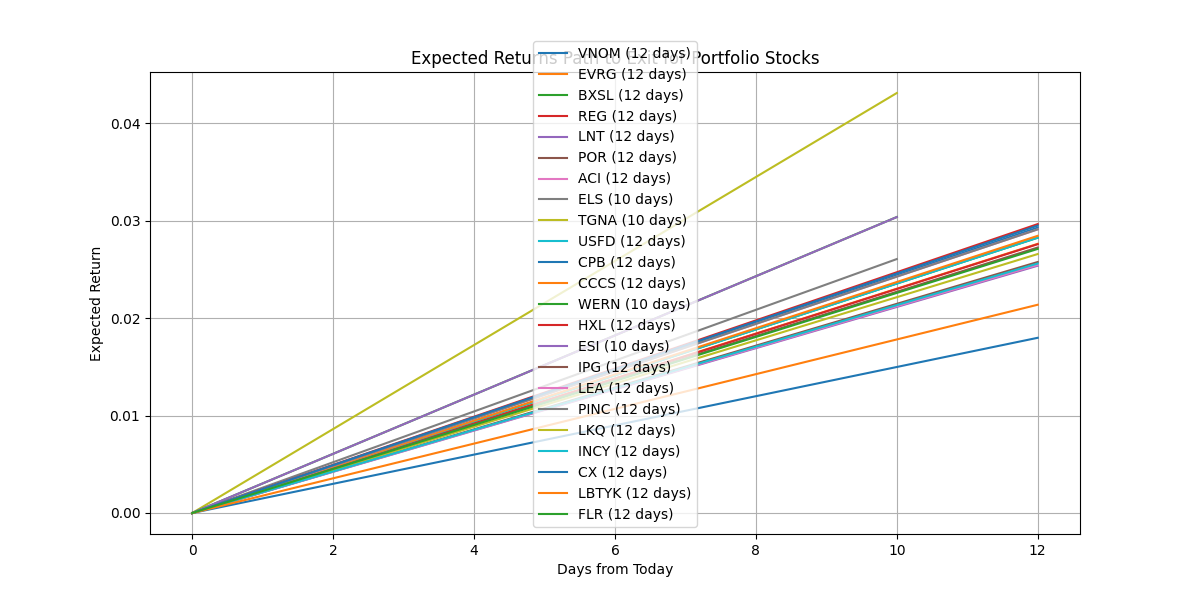 Expected Returns Path to Exit for Portfolio Stocks
VNOM (12 days)
EVRG (12 days)
BXSL (12 days)
REG (12 days)
LNT (12 days)
POR (12 days)
ACI (12 days)
ELS (10 days)
TGNA (10 days)
USFD (12 days)
CPB (12 days)
CCCS (12 days)
WERN (10 days)
HXL (12 days)
ESI (10 days)
IPG (12 days)
LEA (12 days)
PINC (12 days)
LKQ (12 days)
INCY (12 days)
CX (12 days)
LBTYK (12 days)
FLR (12 days)
Expected Return
0.04
0.03
0.02
0.01
0.00
0 2 4 6 8 10 12
Days from Today